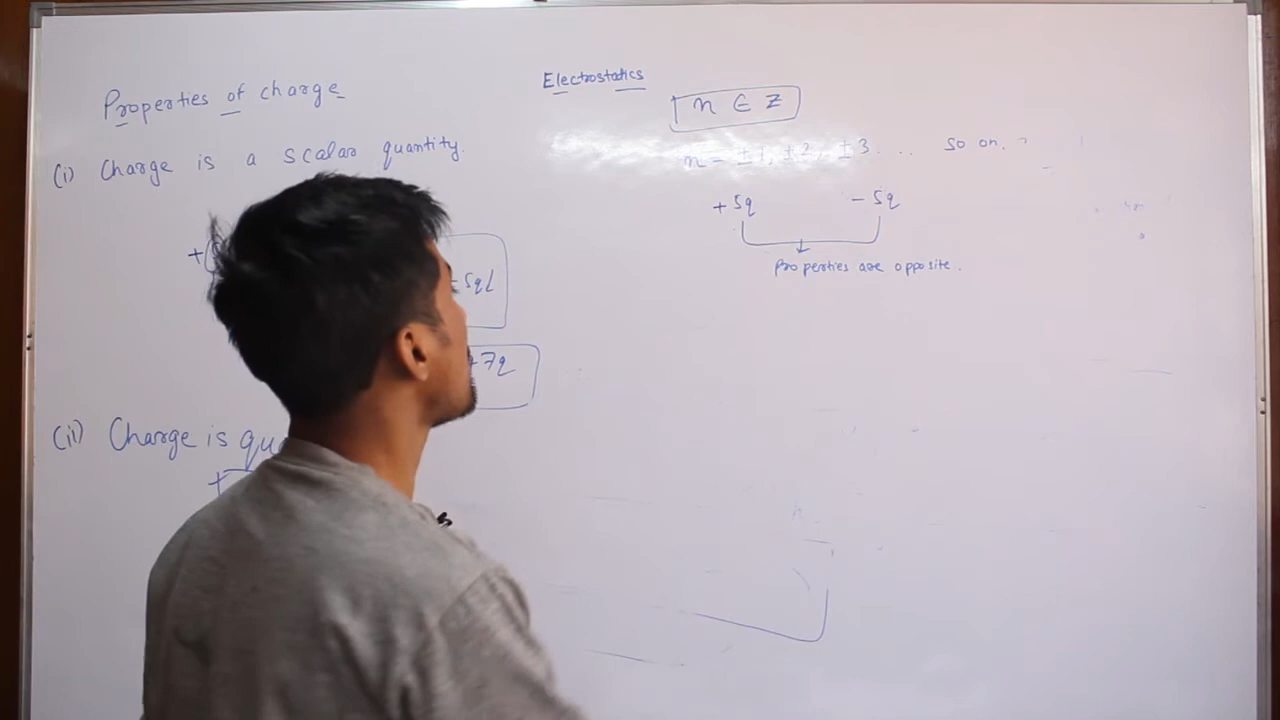 Electrostatics
Properties of charge
(i) Charge is a scalar quantity.
-5q
+7q
(ii) Charge is
n ∈ Z
n = ±1, ±2, ±3 .... so on.
+5q -5q
properties are opposite.